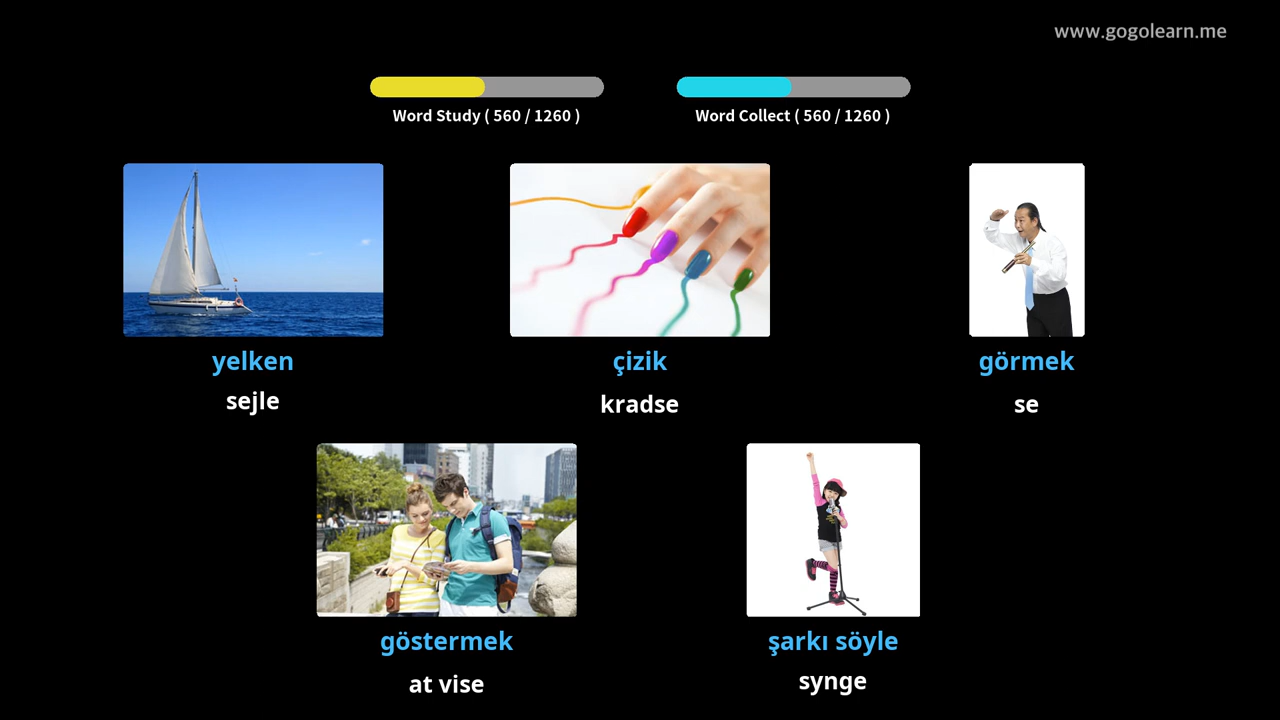 www.gogolearn.me
Word Study ( 560 / 1260 )
Word Collect ( 560 / 1260 )
yelken
sejle
çizik
kradse
görmek
se
göstermek
at vise
şarkı söyle
synge